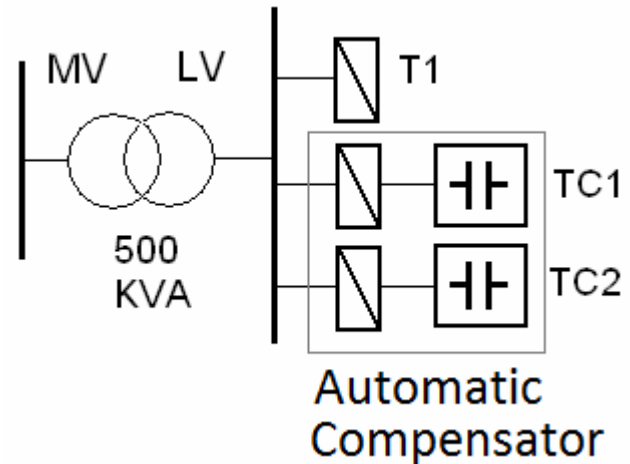 MV
LV
T1
500
KVA
TC1
TC2
Automatic
Compensator